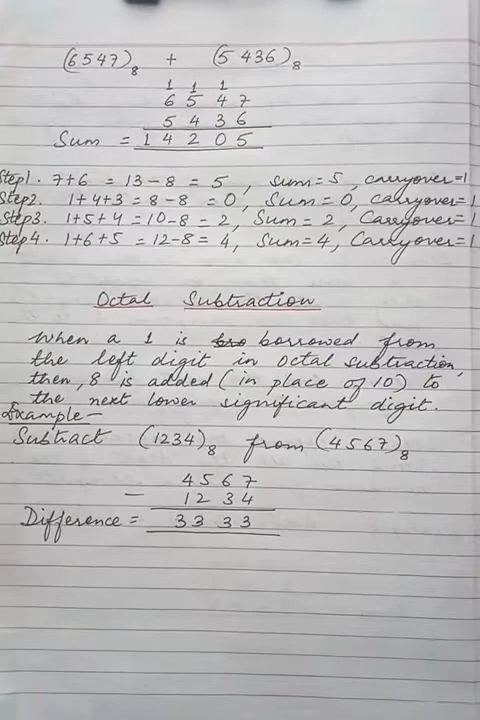 (6547)8 + (5436)8
1 1 1
6 5 4 7
5 4 3 6
Sum = 1 4 2 0 5
Step1. 7+6 = 13-8 = 5, sum=5, carryover=1
Step2. 1+4+3 = 8-8 = 0, Sum = 0, carryover=1
Step3. 1+5+4 = 10-8 = 2, Sum = 2, Carryover=1
Step4. 1+6+5 = 12-8 = 4, Sum=4, Carryover=1
Octal Subtraction
When a 1 is borrowed from
the left digit in Octal subtraction,
then, 8 is added (in place of 10) to
the next lower significant digit.
Example-
Subtract (1234)8 from (4567)8
4 5 6 7
- 1 2 3 4
Difference = 3 3 3 3